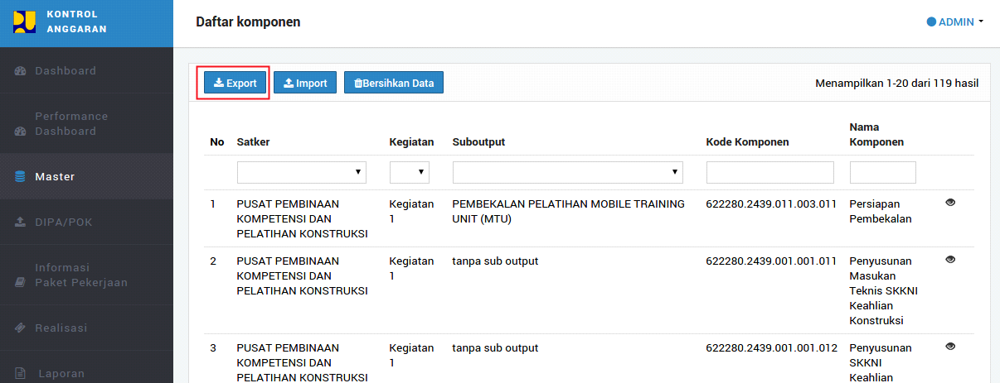 KONTROL
ANGGARAN
Daftar komponen
ADMIN
Dashboard
Performance
Dashboard
Master
DIPA/POK
Informasi
Paket Pekerjaan
Realisasi
Laporan
Export Import Bersihkan Data Menampilkan 1-20 dari 119 hasil
No Satker Kegiatan Suboutput Kode Komponen Nama
Komponen
1 PUSAT PEMBINAAN Kegiatan PEMBEKALAN PELATIHAN MOBILE TRAINING 622280.2439.011.003.011 Persiapan
KOMPETENSI DAN 1 UNIT (MTU) Pembekalan
PELATIHAN KONSTRUKSI
2 PUSAT PEMBINAAN Kegiatan tanpa sub output 622280.2439.001.001.011 Penyusunan
KOMPETENSI DAN 1 Masukan
PELATIHAN KONSTRUKSI Teknis SKKNI
Keahlian
Konstruksi
3 PUSAT PEMBINAAN Kegiatan tanpa sub output 622280.2439.001.001.012 Penyusunan
KOMPETENSI DAN 1 SKKNI
PELATIHAN KONSTRUKSI Keahlian